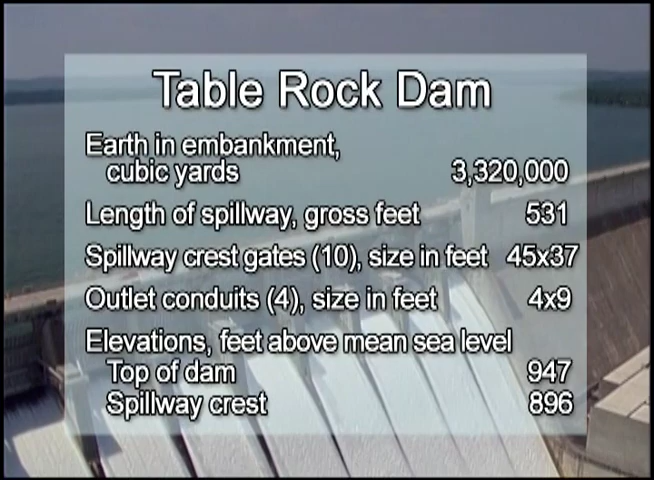 Table Rock Dam
Earth in embankment,
cubic yards 3,320,000
Length of spillway, gross feet 531
Spillway crest gates (10), size in feet 45x37
Outlet conduits (4), size in feet 4x9
Elevations, feet above mean sea level
Top of dam 947
Spillway crest 896